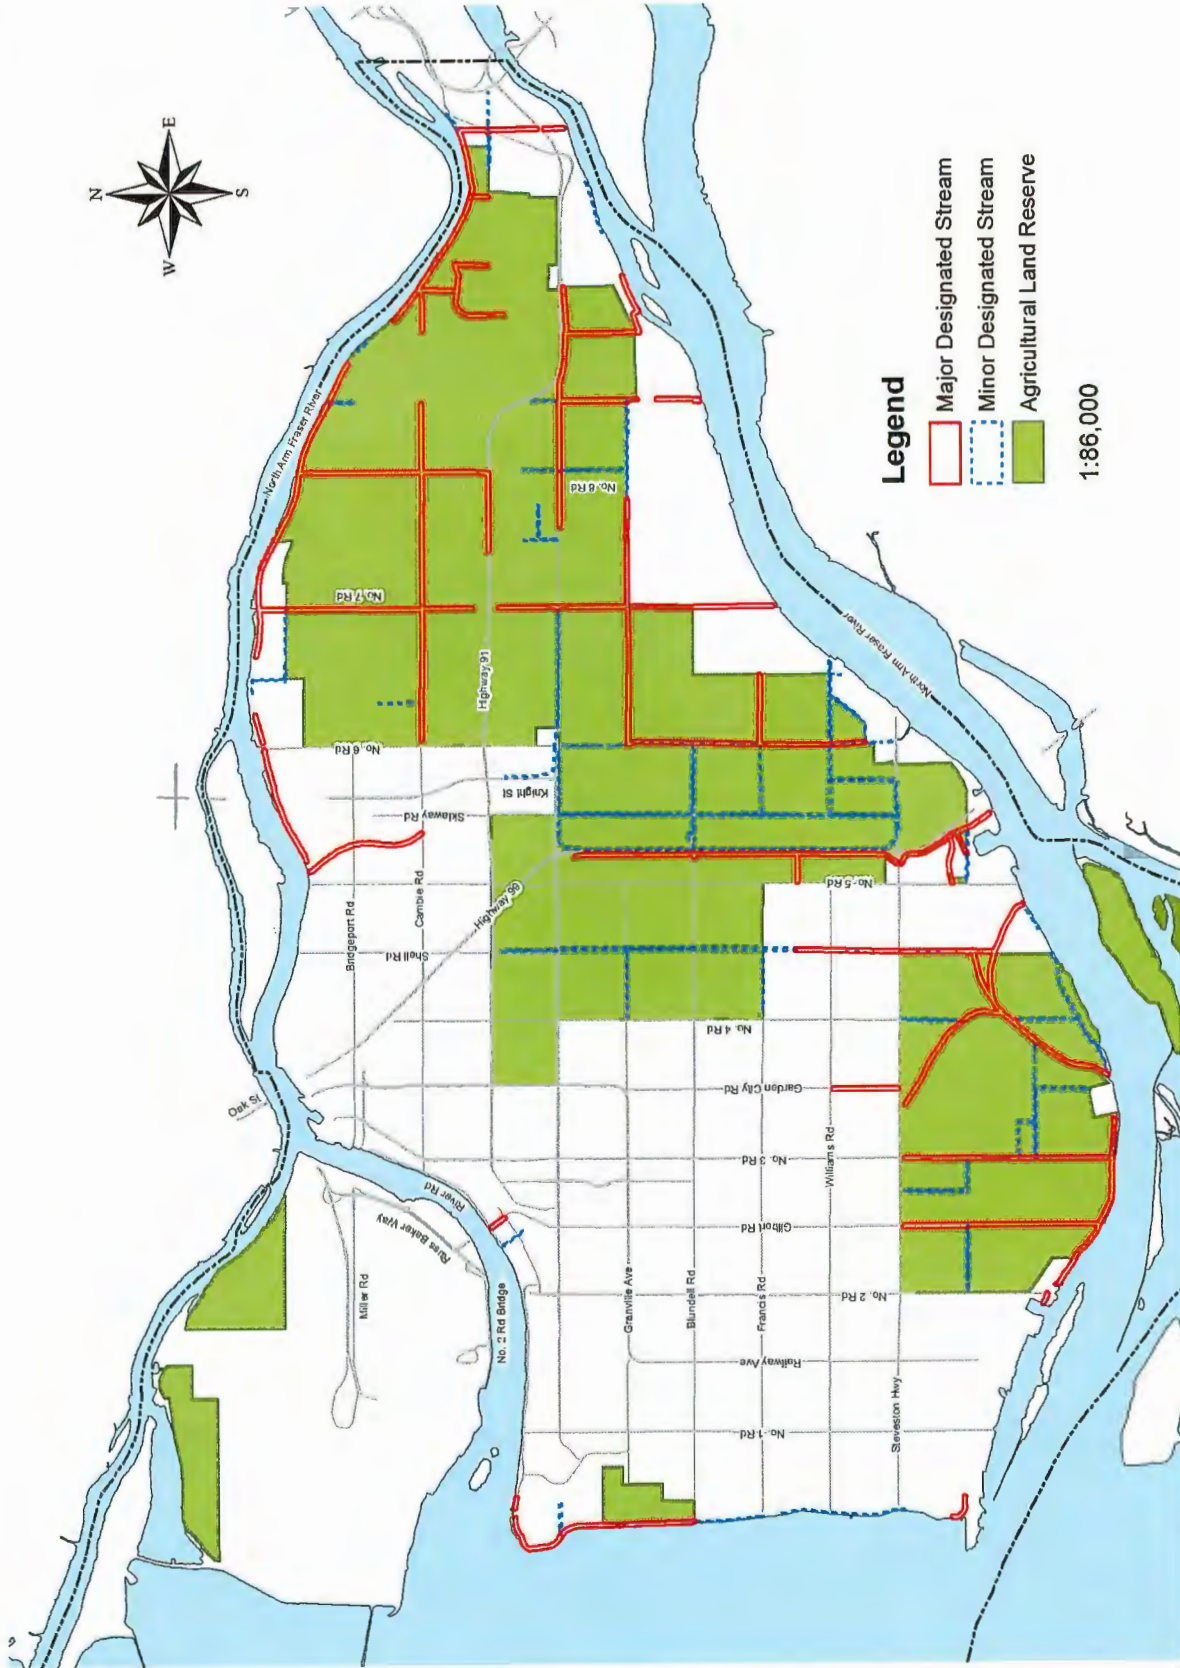 N
W
E
S
Legend
Major Designated Stream
Minor Designated Stream
Agricultural Land Reserve
1:86,000
North Arm Fraser River
North Arm Fraser River
No. 7 Rd
No. 8 Rd
Highway 91
No. 6 Rd
Knight St
Sidaway Rd
Bridgeport Rd
Cambie Rd
Highway 99
No. 5 Rd
Shell Rd
No. 4 Rd
Garden City Rd
Oak St
Williams Rd
No. 3 Rd
River Rd
Russ Baker Way
Gilbert Rd
Miller Rd
No. 2 Rd Bridge
Granville Ave
Blundell Rd
Francis Rd
No. 2 Rd
Railway Ave
Steveston Hwy
No. 1 Rd